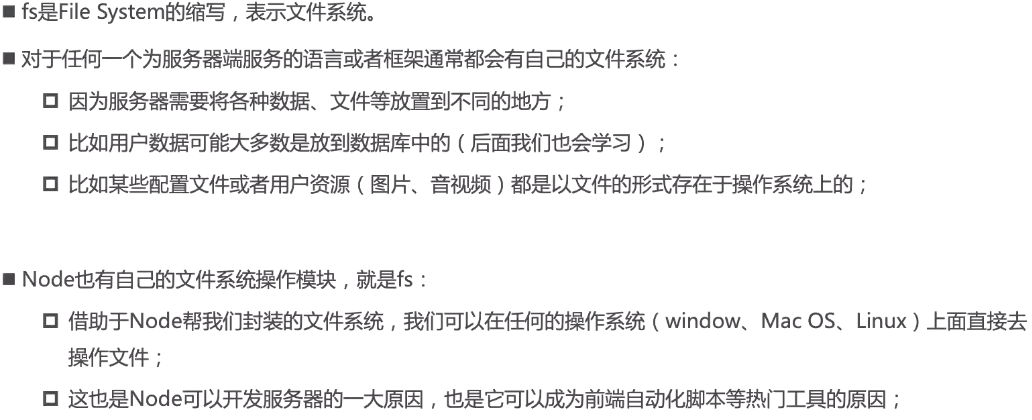 ■ fs是File System的缩写，表示文件系统。
■ 对于任何一个为服务器端服务的语言或者框架通常都会有自己的文件系统：
❑ 因为服务器需要将各种数据、文件等放置到不同的地方；
❑ 比如用户数据可能大多数是放到数据库中的（后面我们也会学习）；
❑ 比如某些配置文件或者用户资源（图片、音视频）都是以文件的形式存在于操作系统上的；
■ Node也有自己的文件系统操作模块，就是fs：
❑ 借助于Node帮我们封装的文件系统，我们可以在任何的操作系统（window、Mac OS、Linux）上面直接去
操作文件；
❑ 这也是Node可以开发服务器的一大原因，也是它可以成为前端自动化脚本等热门工具的原因；